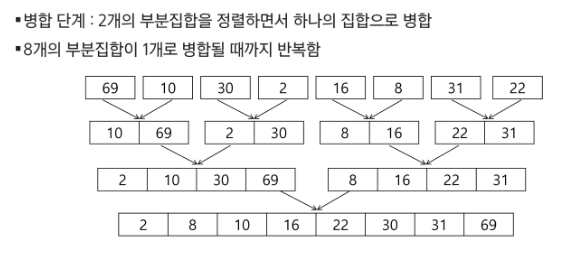 ▪병합 단계 : 2개의 부분집합을 정렬하면서 하나의 집합으로 병합
▪8개의 부분집합이 1개로 병합될 때까지 반복함
69 10 30 2 16 8 31 22
10 69 2 30 8 16 22 31
2 10 30 69 8 16 22 31
2 8 10 16 22 30 31 69